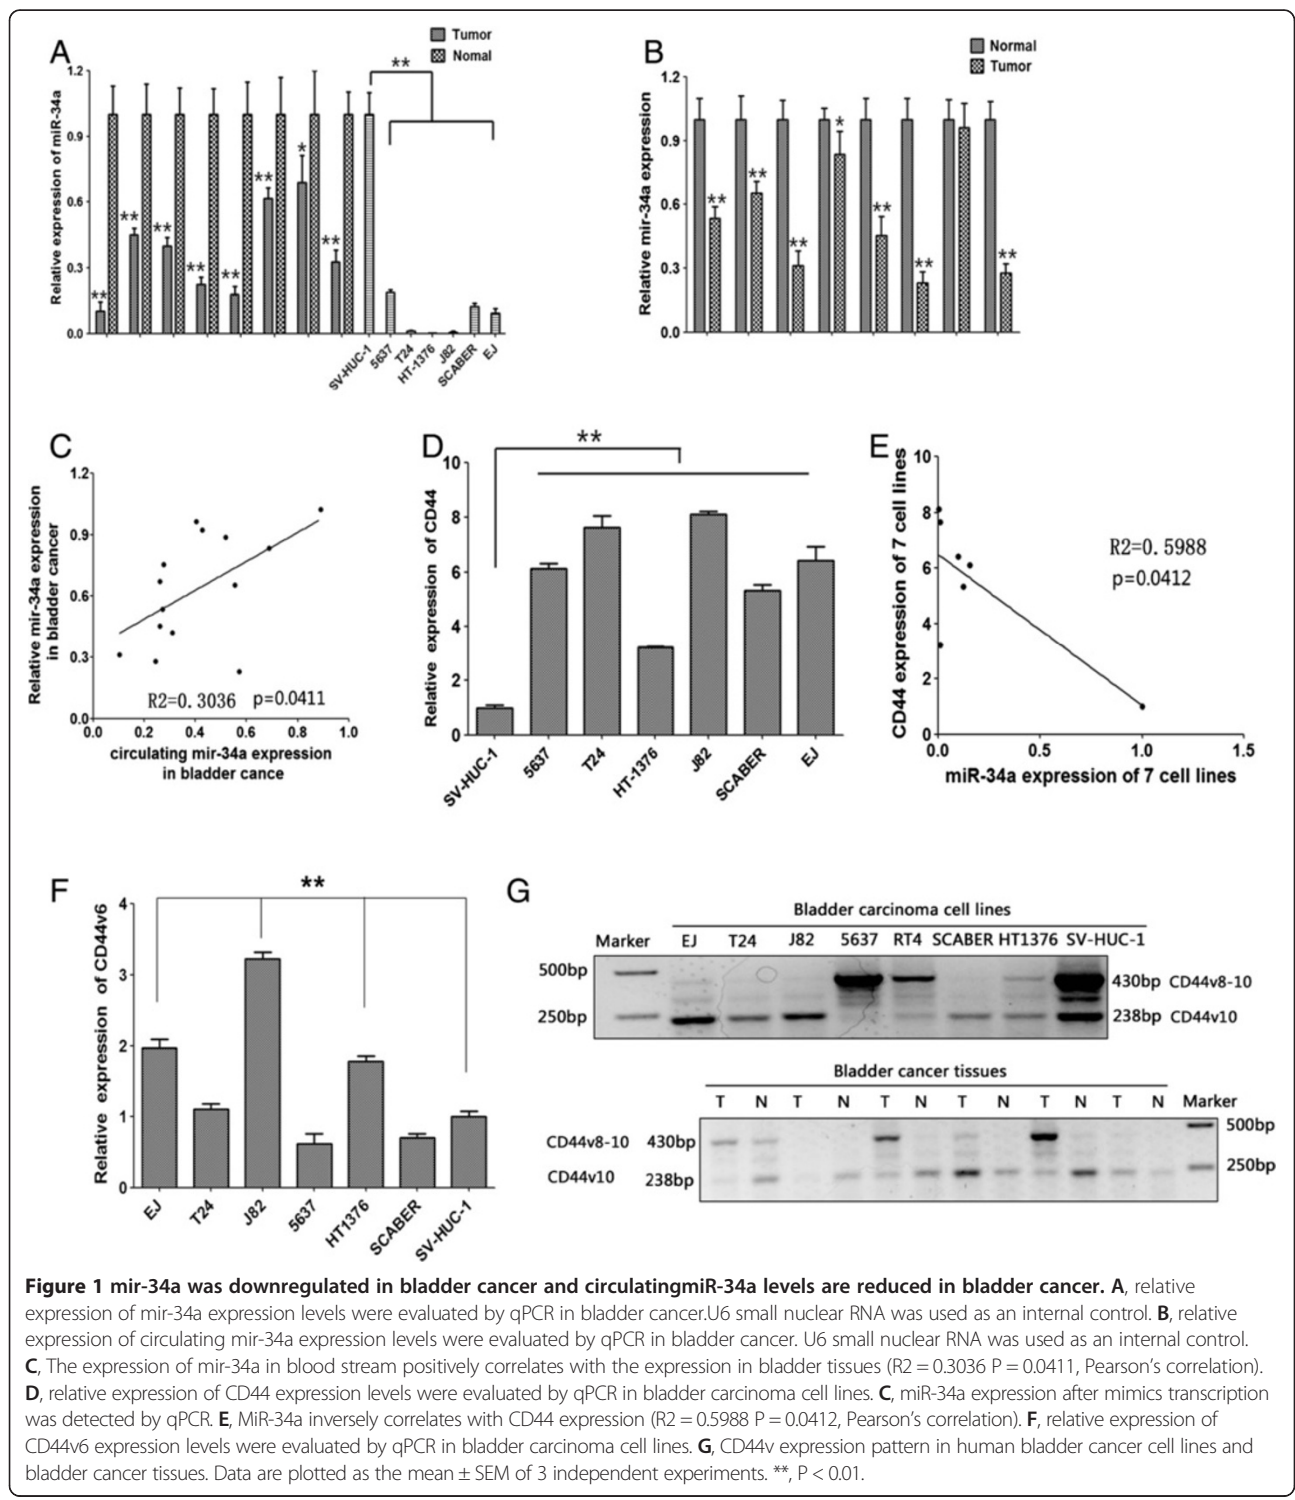 A
Tumor
Nomal
Relative expression of miR-34a
1.2
0.9
0.6
0.3
0.0
**
**
**
**
**
**
*
**
**
SV-HUC-1
5637
T24
HT-1376
J82
SCABER
EJ
B
Normal
Tumor
Relative mir-34a expression
1.2
0.9
0.6
0.3
0.0
**
**
**
*
**
**
**
C
Relative mir-34a expression
in bladder cancer
1.2
0.9
0.6
0.3
0.0
R2=0.3036 p=0.0411
0.0 0.2 0.4 0.6 0.8 1.0
circulating mir-34a expression
in bladder cance
D
**
Relative expression of CD44
10
8
6
4
2
0
SV-HUC-1
5637
T24
HT-1376
J82
SCABER
EJ
E
CD44 expression of 7 cell lines
10
8
6
4
2
0
R2=0.5988
p=0.0412
0.0 0.5 1.0 1.5
miR-34a expression of 7 cell lines
F
**
Relative expression of CD44v6
4
3
2
1
0
EJ
T24
J82
5637
HT1376
SCABER
SV-HUC-1
G
Bladder carcinoma cell lines
Marker EJ T24 J82 5637 RT4 SCABER HT1376 SV-HUC-1
500bp
250bp
430bp CD44v8-10
238bp CD44v10
Bladder cancer tissues
T N T N T N T N T N T N Marker
CD44v8-10 430bp
CD44v10 238bp
500bp
250bp
Figure 1 mir-34a was downregulated in bladder cancer and circulatingmiR-34a levels are reduced in bladder cancer. A, relative
expression of mir-34a expression levels were evaluated by qPCR in bladder cancer.U6 small nuclear RNA was used as an internal control. B, relative
expression of circulating mir-34a expression levels were evaluated by qPCR in bladder cancer. U6 small nuclear RNA was used as an internal control.
C, The expression of mir-34a in blood stream positively correlates with the expression in bladder tissues (R2 = 0.3036 P = 0.0411, Pearson's correlation).
D, relative expression of CD44 expression levels were evaluated by qPCR in bladder carcinoma cell lines. C, miR-34a expression after mimics transcription
was detected by qPCR. E, MiR-34a inversely correlates with CD44 expression (R2 = 0.5988 P = 0.0412, Pearson's correlation). F, relative expression of
CD44v6 expression levels were evaluated by qPCR in bladder carcinoma cell lines. G, CD44v expression pattern in human bladder cancer cell lines and
bladder cancer tissues. Data are plotted as the mean ± SEM of 3 independent experiments. **, P < 0.01.